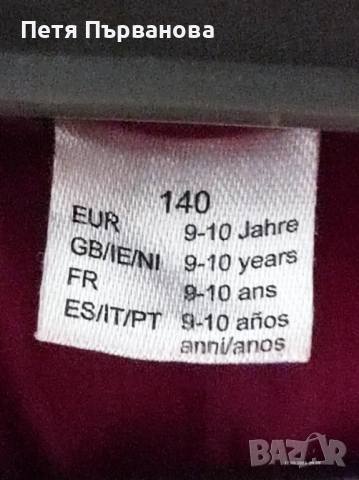 Петя Първанова
140
EUR 9-10 Jahre
GB/IE/NI 9-10 years
FR 9-10 ans
ES/IT/PT 9-10 años
anni/anos
BAZAR